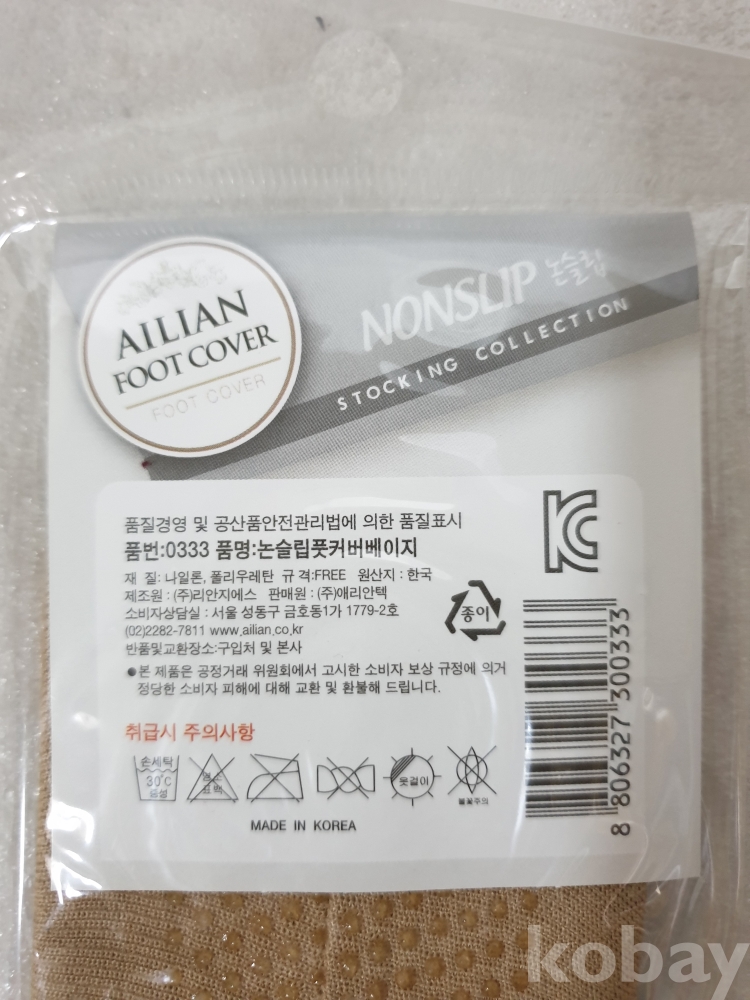 AILIAN
FOOT COVER
FOOT COVER
NONSLIP 논슬립
STOCKING COLLECTION
품질경영 및 공산품안전관리법에 의한 품질표시
품번:0333 품명:논슬립풋커버베이지
재 질:나일론, 폴리우레탄 규 격:FREE 원산지 : 한국
제조원 : (주)리안지에스 판매원 : (주)애리안텍
소비자상담실 : 서울 성동구 금호동1가 1779-2호
(02)2282-7811 www.ailian.co.kr
반품및교환장소:구입처 및 본사
●본 제품은 공정거래 위원회에서 고시한 소비자 보상 규정에 의거
정당한 소비자 피해에 대해 교환 및 환불해 드립니다.
종이
취급시 주의사항
손세탁
30℃
중성
염소
표백
옷걸이
불꽃주의
MADE IN KOREA
8 806327 300333
kobay